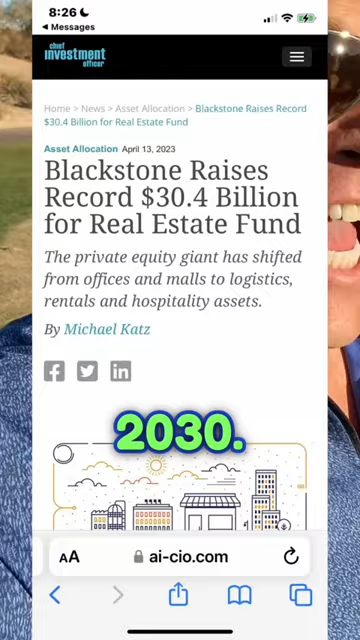 8:26
Messages
chief
investment
officer
Home > News > Asset Allocation > Blackstone Raises Record
$30.4 Billion for Real Estate Fund
Asset Allocation April 13, 2023
Blackstone Raises
Record $30.4 Billion
for Real Estate Fund
The private equity giant has shifted
from offices and malls to logistics,
rentals and hospitality assets.
By Michael Katz
2030.
AA ai-cio.com